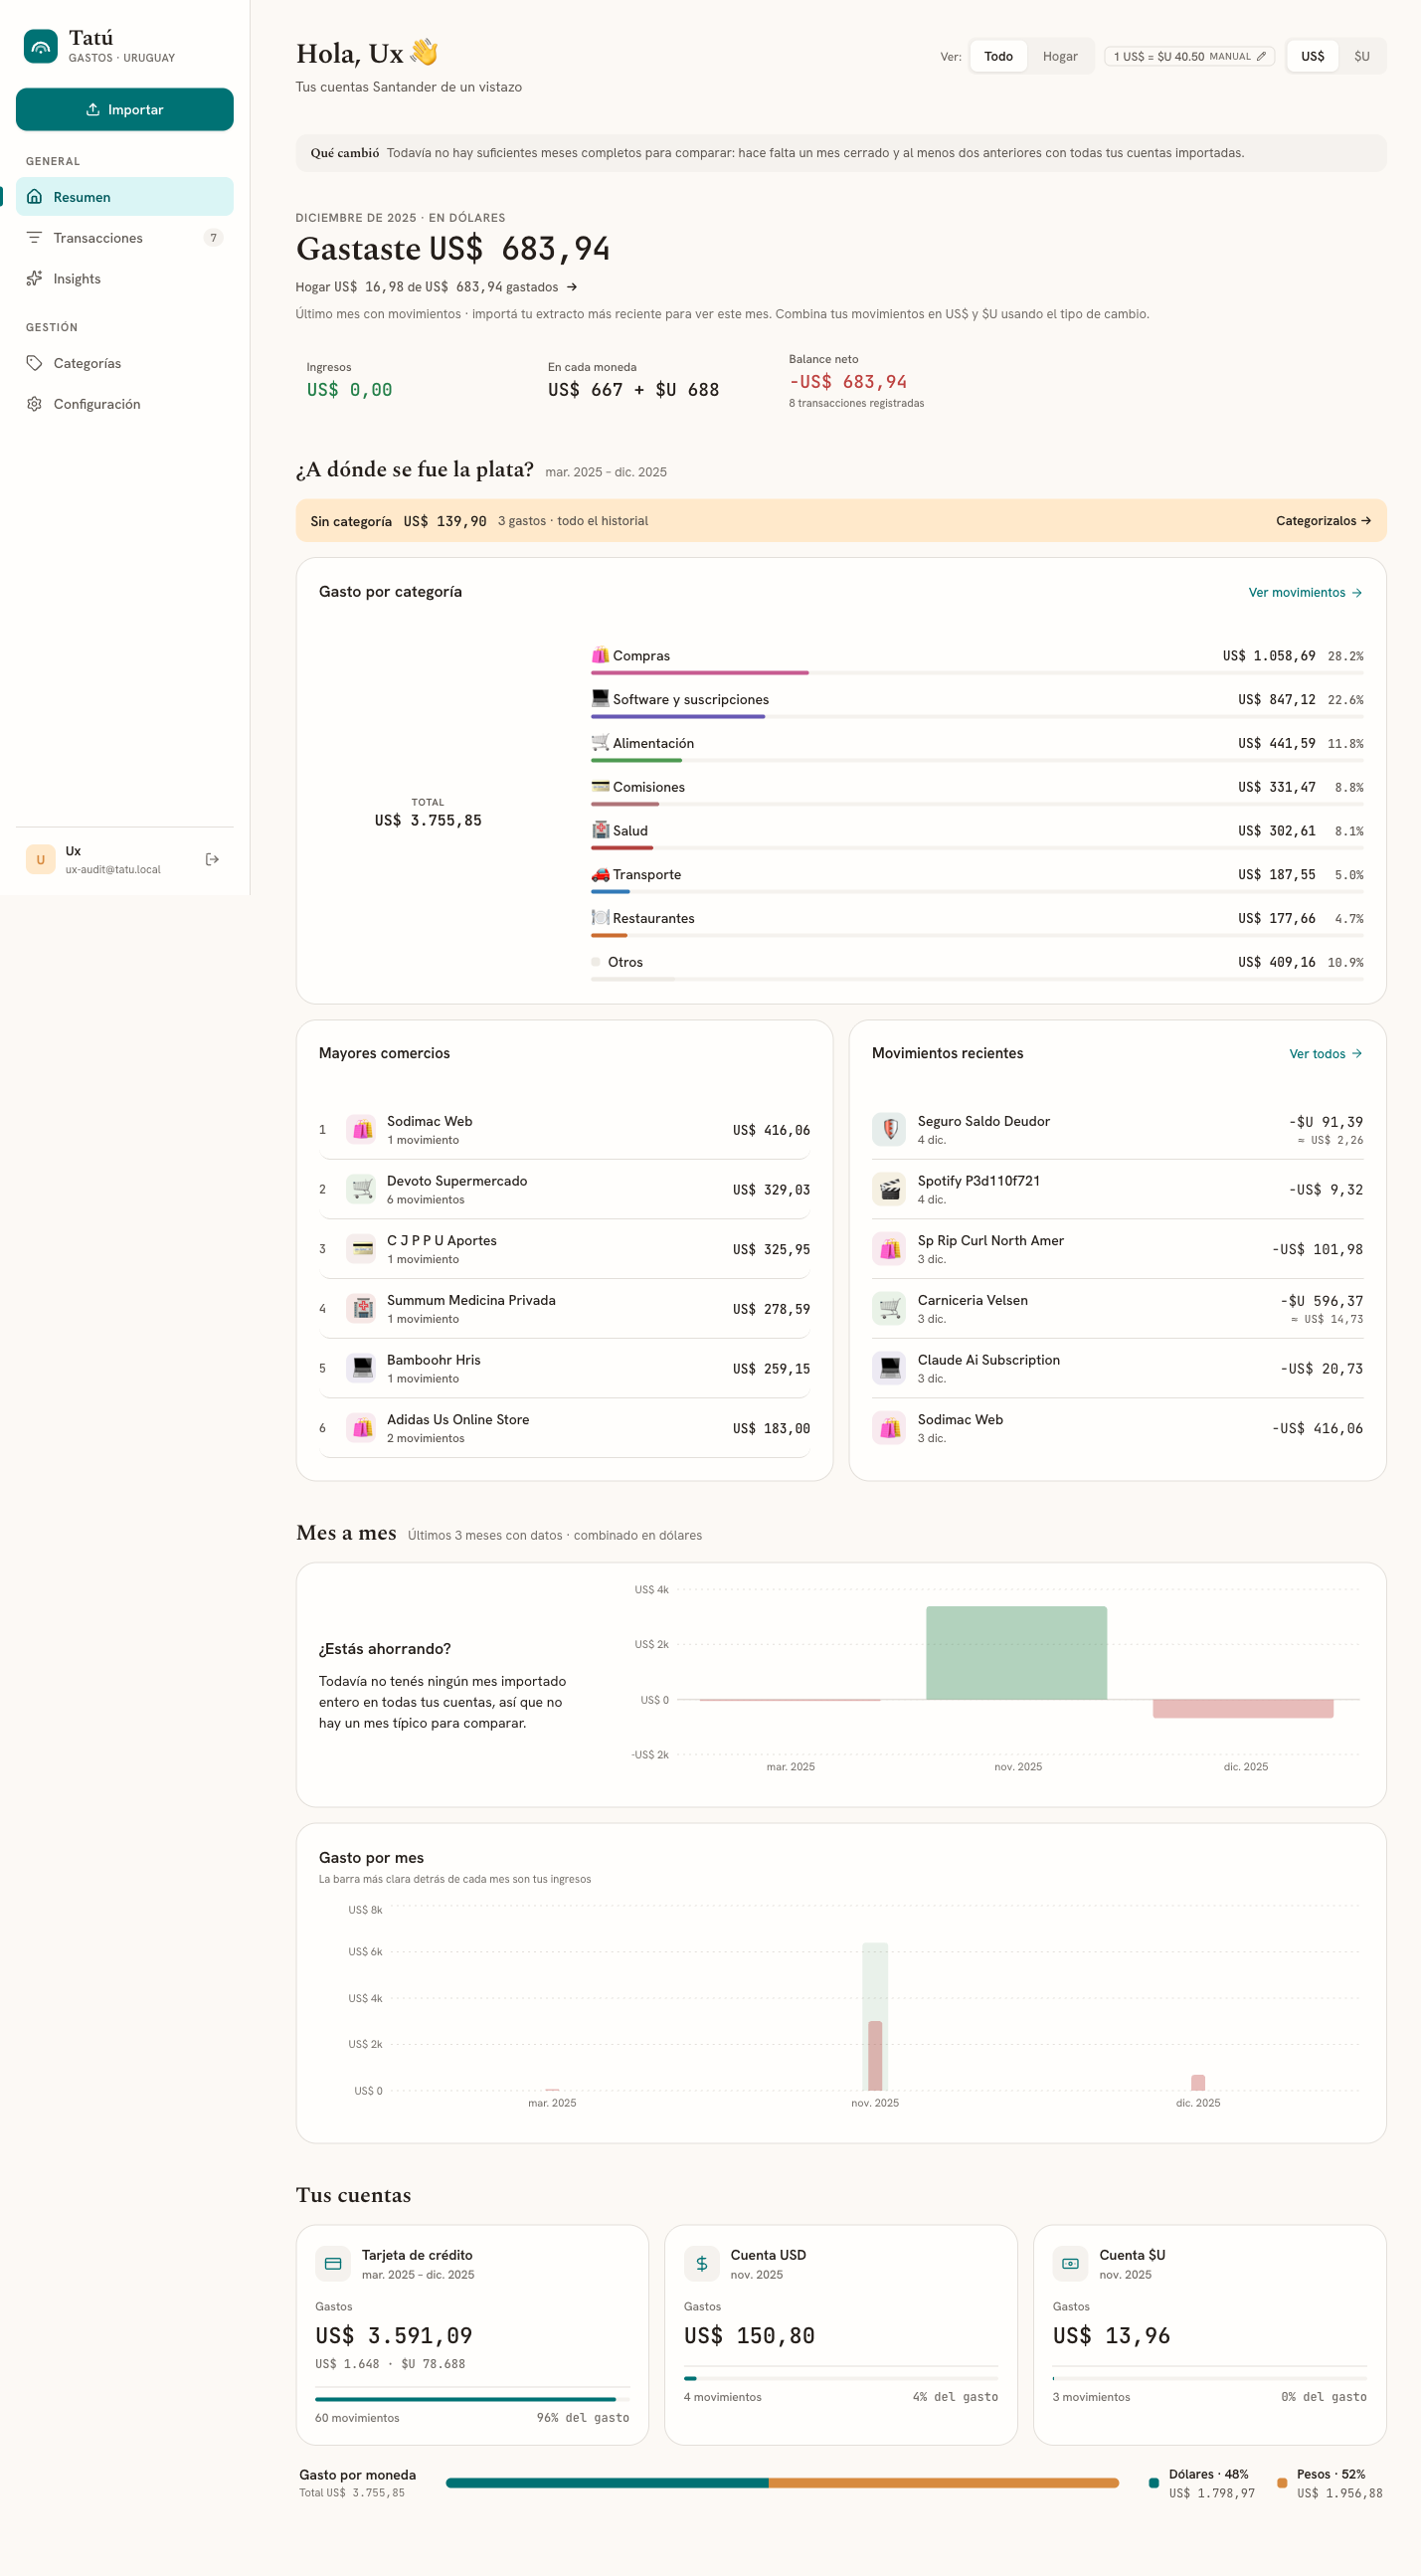 Tatú
GASTOS · URUGUAY
Importar
GENERAL
Resumen
Transacciones 7
Insights
GESTIÓN
Categorías
Configuración
U
Ux
ux-audit@tatu.local
Hola, Ux 👋
Tus cuentas Santander de un vistazo
Ver: Todo Hogar 1 US$ = $U 40.50 MANUAL US$ $U
Qué cambió Todavía no hay suficientes meses completos para comparar: hace falta un mes cerrado y al menos dos anteriores con todas tus cuentas importadas.
DICIEMBRE DE 2025 · EN DÓLARES
Gastaste US$ 683,94
Hogar US$ 16,98 de US$ 683,94 gastados →
Último mes con movimientos · importá tu extracto más reciente para ver este mes. Combina tus movimientos en US$ y $U usando el tipo de cambio.
Ingresos
US$ 0,00
En cada moneda
US$ 667 + $U 688
Balance neto
-US$ 683,94
8 transacciones registradas
¿A dónde se fue la plata? mar. 2025 – dic. 2025
Sin categoría US$ 139,90 3 gastos · todo el historial Categorizalos →
Gasto por categoría Ver movimientos →
TOTAL
US$ 3.755,85
Compras US$ 1.058,69 28.2%
Software y suscripciones US$ 847,12 22.6%
Alimentación US$ 441,59 11.8%
Comisiones US$ 331,47 8.8%
Salud US$ 302,61 8.1%
Transporte US$ 187,55 5.0%
Restaurantes US$ 177,66 4.7%
Otros US$ 409,16 10.9%
Mayores comercios
1 Sodimac Web US$ 416,06
1 movimiento
2 Devoto Supermercado US$ 329,03
6 movimientos
3 C J P P U Aportes US$ 325,95
1 movimiento
4 Summum Medicina Privada US$ 278,59
1 movimiento
5 Bamboohr Hris US$ 259,15
1 movimiento
6 Adidas Us Online Store US$ 183,00
2 movimientos
Movimientos recientes Ver todos →
Seguro Saldo Deudor -$U 91,39
4 dic. ≈ US$ 2,26
Spotify P3d110f721 -US$ 9,32
4 dic.
Sp Rip Curl North Amer -US$ 101,98
3 dic.
Carniceria Velsen -$U 596,37
3 dic. ≈ US$ 14,73
Claude Ai Subscription -US$ 20,73
3 dic.
Sodimac Web -US$ 416,06
3 dic.
Mes a mes Últimos 3 meses con datos · combinado en dólares
¿Estás ahorrando?
Todavía no tenés ningún mes importado
entero en todas tus cuentas, así que no
hay un mes típico para comparar.
US$ 4k
US$ 2k
US$ 0
-US$ 2k
mar. 2025 nov. 2025 dic. 2025
Gasto por mes
La barra más clara detrás de cada mes son tus ingresos
US$ 8k
US$ 6k
US$ 4k
US$ 2k
US$ 0
mar. 2025 nov. 2025 dic. 2025
Tus cuentas
Tarjeta de crédito
mar. 2025 – dic. 2025
Gastos
US$ 3.591,09
US$ 1.648 · $U 78.688
60 movimientos 96% del gasto
Cuenta USD
nov. 2025
Gastos
US$ 150,80
4 movimientos 4% del gasto
Cuenta $U
nov. 2025
Gastos
US$ 13,96
3 movimientos 0% del gasto
Gasto por moneda
Total US$ 3.755,85
Dólares · 48%
US$ 1.798,97
Pesos · 52%
US$ 1.956,88